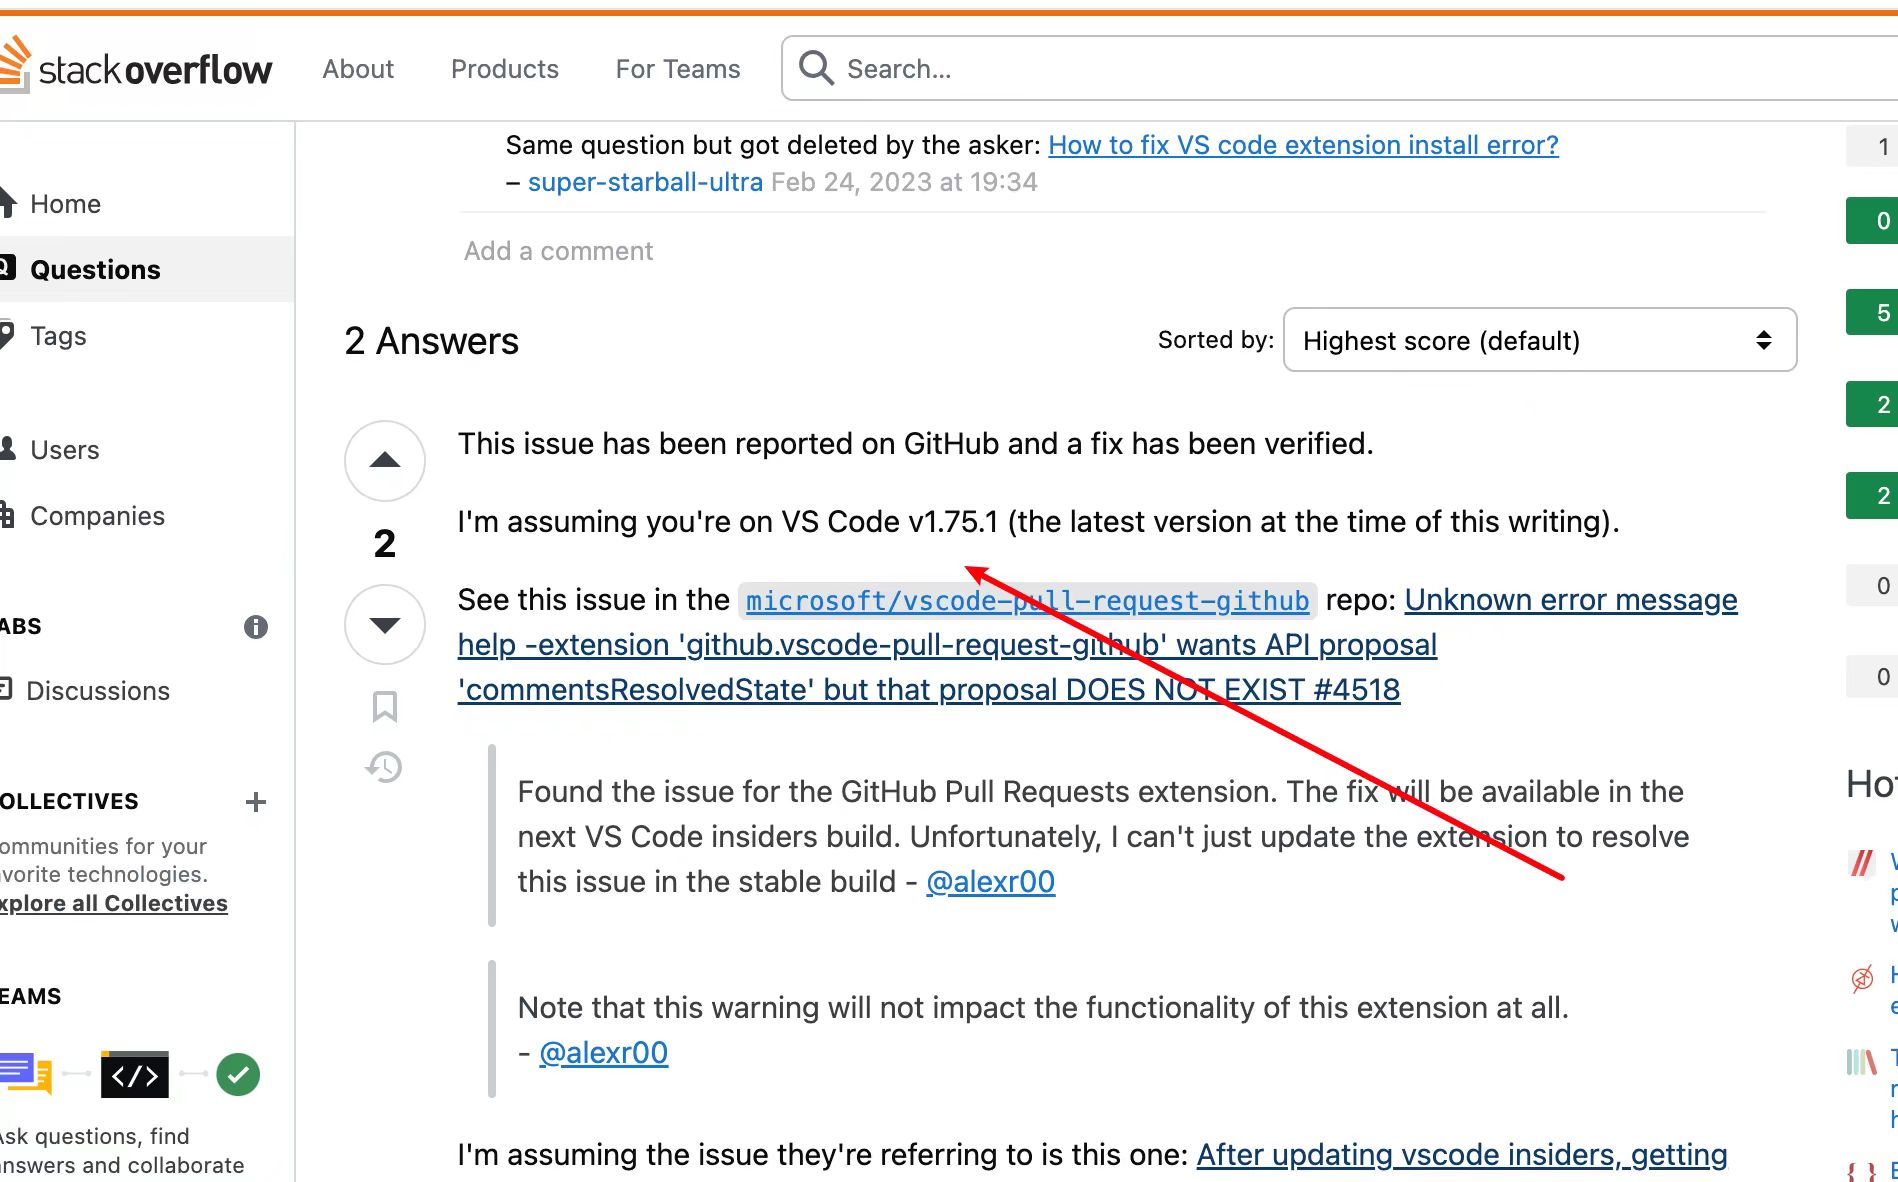 stack overflow
About
Products
For Teams
Search...
Same question but got deleted by the asker: How to fix VS code extension install error?
– super-starball-ultra Feb 24, 2023 at 19:34
Add a comment
Home
Questions
Tags
Users
Companies
ABS
Discussions
OLLECTIVES
ommunities for your
vorite technologies.
xplore all Collectives
EAMS
</>
sk questions, find
nswers and collaborate
2 Answers
Sorted by:
Highest score (default)
2
This issue has been reported on GitHub and a fix has been verified.
I'm assuming you're on VS Code v1.75.1 (the latest version at the time of this writing).
See this issue in the microsoft/vscode-pull-request-github repo: Unknown error message
help -extension 'github.vscode-pull-request-github' wants API proposal
'commentsResolvedState' but that proposal DOES NOT EXIST #4518
Found the issue for the GitHub Pull Requests extension. The fix will be available in the
next VS Code insiders build. Unfortunately, I can't just update the extension to resolve
this issue in the stable build - @alexr00
Note that this warning will not impact the functionality of this extension at all.
- @alexr00
I'm assuming the issue they're referring to is this one: After updating vscode insiders, getting
1
0
5
2
2
0
0
Ho